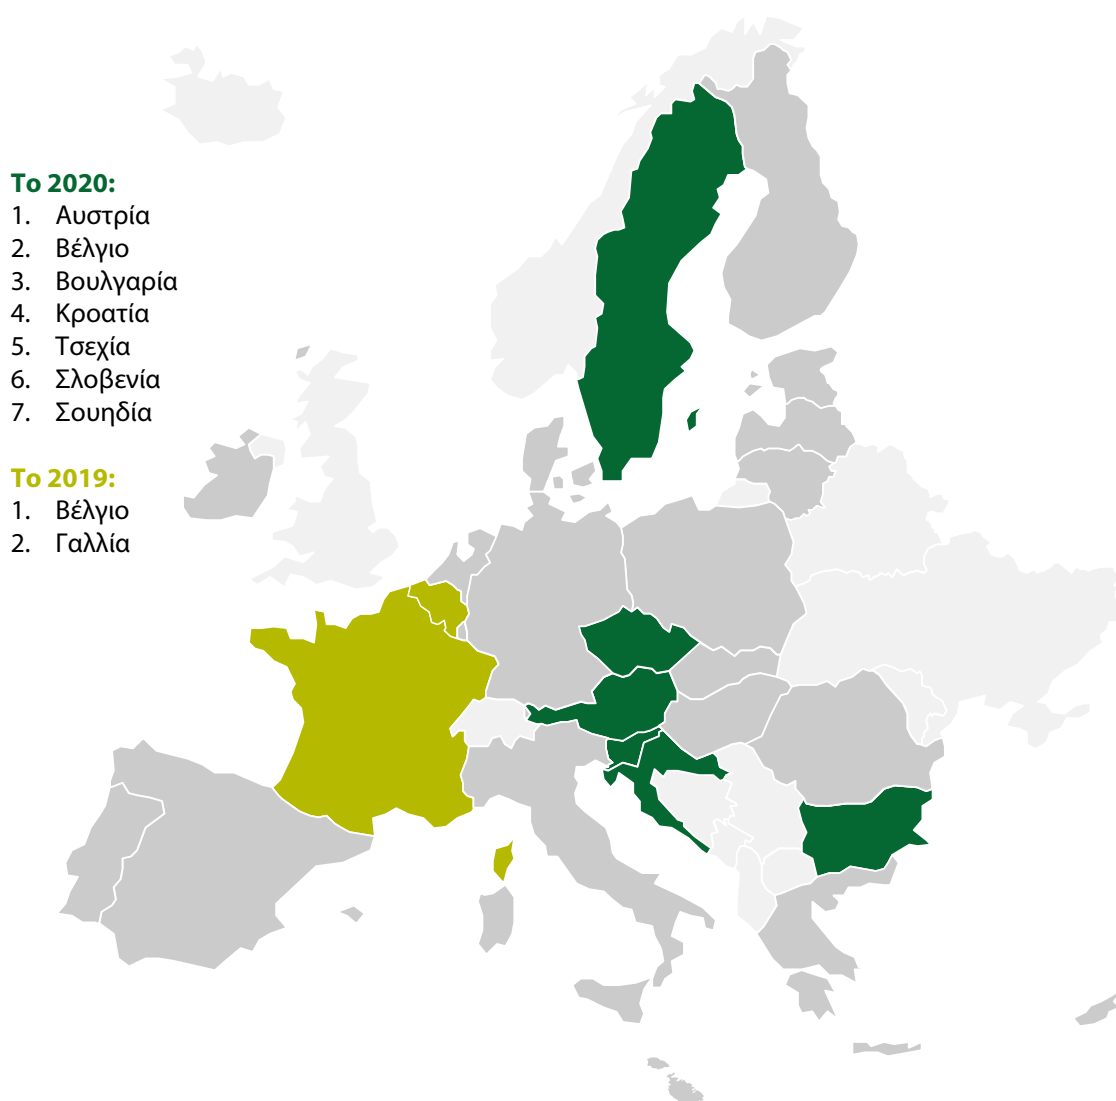 Το 2020:
1. Αυστρία
2. Βέλγιο
3. Βουλγαρία
4. Κροατία
5. Τσεχία
6. Σλοβενία
7. Σουηδία
Το 2019:
1. Βέλγιο
2. Γαλλία